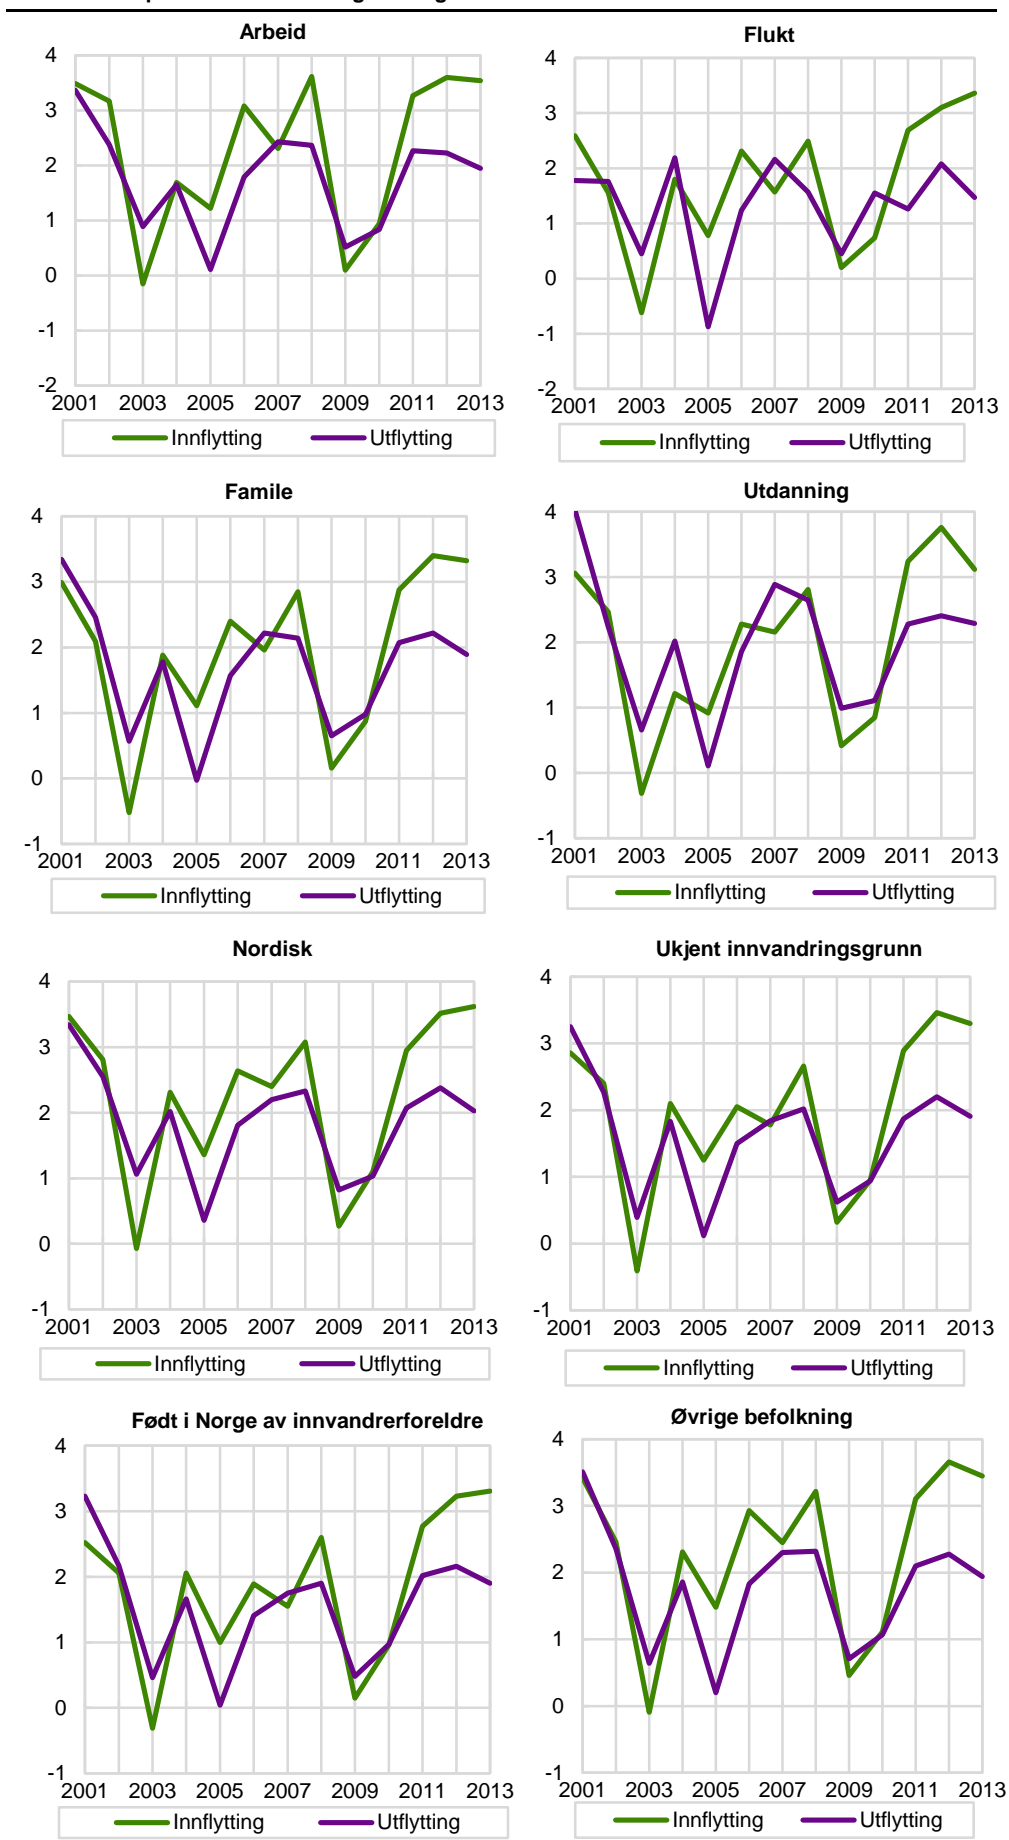 Arbeid
4
3
2
1
0
-1
-2
2001 2003 2005 2007 2009 2011 2013
Innflytting Utflytting
Flukt
4
3
2
1
0
-1
-2
2001 2003 2005 2007 2009 2011 2013
Innflytting Utflytting
Famile
4
3
2
1
0
-1
2001 2003 2005 2007 2009 2011 2013
Innflytting Utflytting
Utdanning
4
3
2
1
0
-1
2001 2003 2005 2007 2009 2011 2013
Innflytting Utflytting
Nordisk
4
3
2
1
0
-1
2001 2003 2005 2007 2009 2011 2013
Innflytting Utflytting
Ukjent innvandringsgrunn
4
3
2
1
0
-1
2001 2003 2005 2007 2009 2011 2013
Innflytting Utflytting
Født i Norge av innvandrerforeldre
4
3
2
1
0
-1
2001 2003 2005 2007 2009 2011 2013
Innflytting Utflytting
Øvrige befolkning
4
3
2
1
0
-1
2001 2003 2005 2007 2009 2011 2013
Innflytting Utflytting